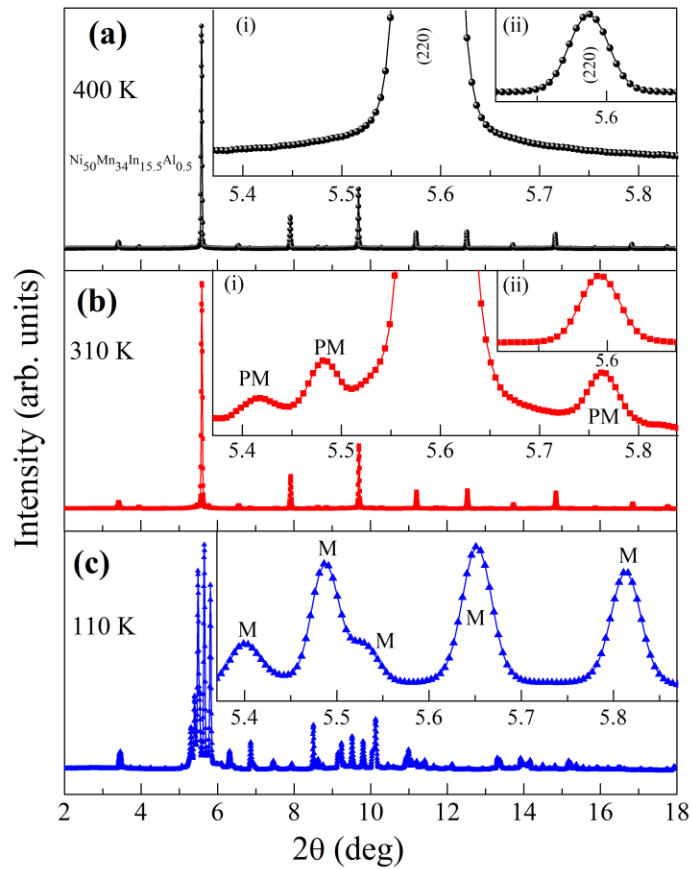 (a)
400 K
Ni50Mn34In15.5Al0.5
(i)
(220)
5.4 5.5 5.6 5.7 5.8
(ii)
(220)
5.6
(b)
310 K
(i)
PM
PM
PM
5.4 5.5 5.6 5.7 5.8
(ii)
5.6
(c)
110 K
M
M
M
M
M
5.4 5.5 5.6 5.7 5.8
2 4 6 8 10 12 14 16 18
2θ (deg)
Intensity (arb. units)